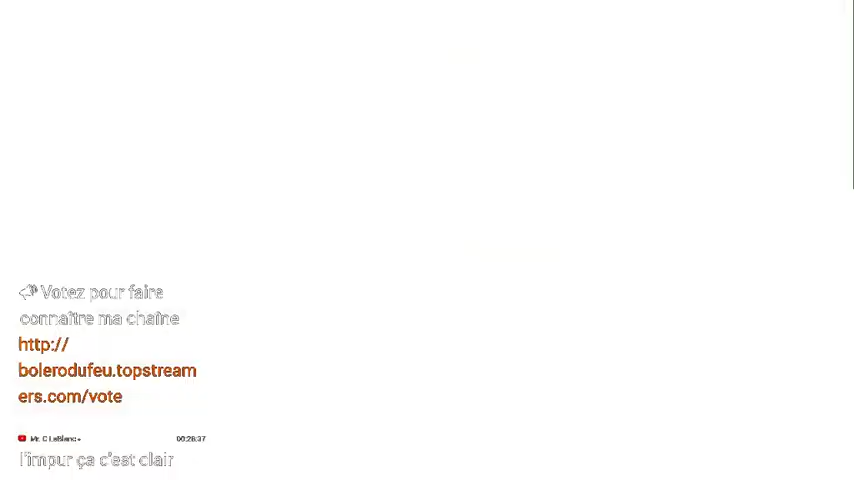 Votez pour faire
connaître ma chaîne
http://
bolerodufeu.topstream
ers.com/vote
Mr. C LeBlanc 00:28:37
l'impur ça c'est clair